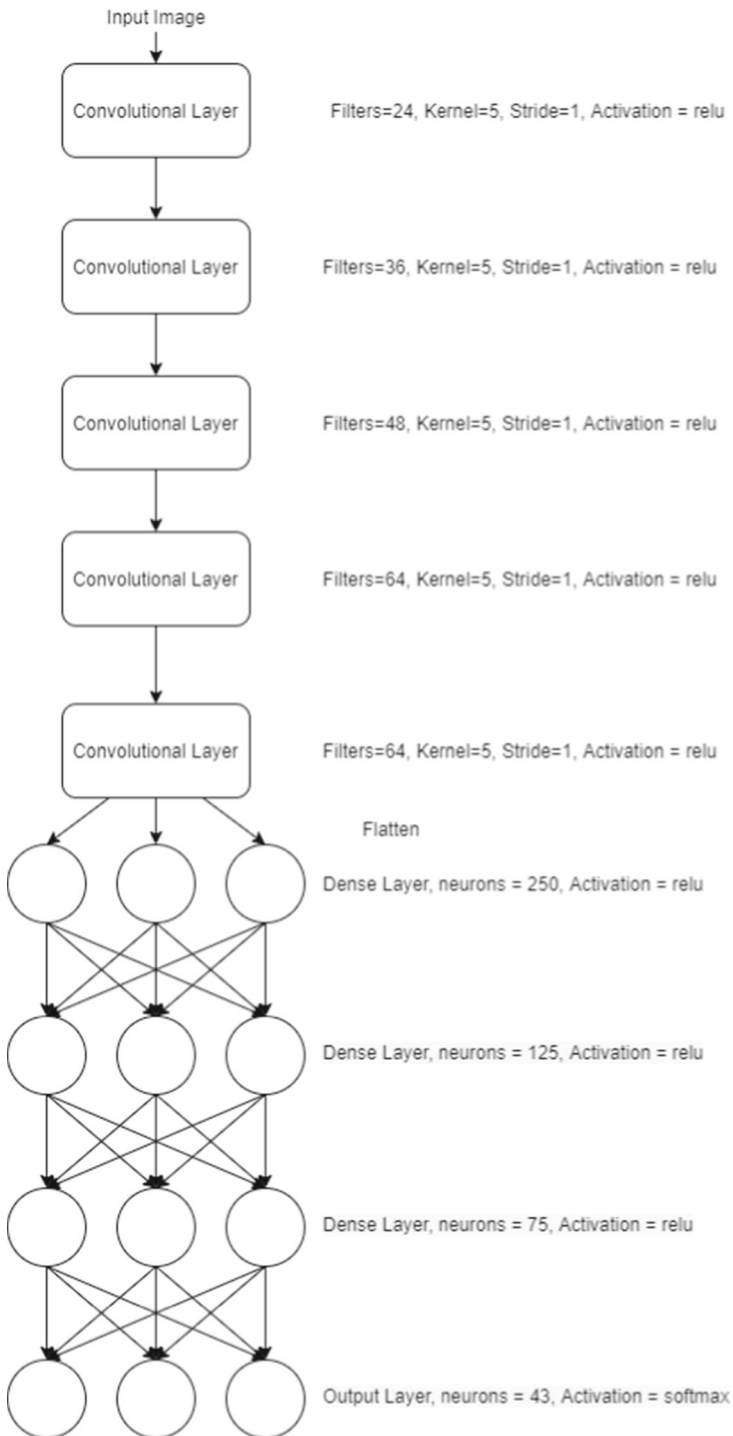 Input Image
Convolutional Layer
Filters=24, Kernel=5, Stride=1, Activation = relu
Convolutional Layer
Filters=36, Kernel=5, Stride=1, Activation = relu
Convolutional Layer
Filters=48, Kernel=5, Stride=1, Activation = relu
Convolutional Layer
Filters=64, Kernel=5, Stride=1, Activation = relu
Convolutional Layer
Filters=64, Kernel=5, Stride=1, Activation = relu
Flatten
Dense Layer, neurons = 250, Activation = relu
Dense Layer, neurons = 125, Activation = relu
Dense Layer, neurons = 75, Activation = relu
Output Layer, neurons = 43, Activation = softmax